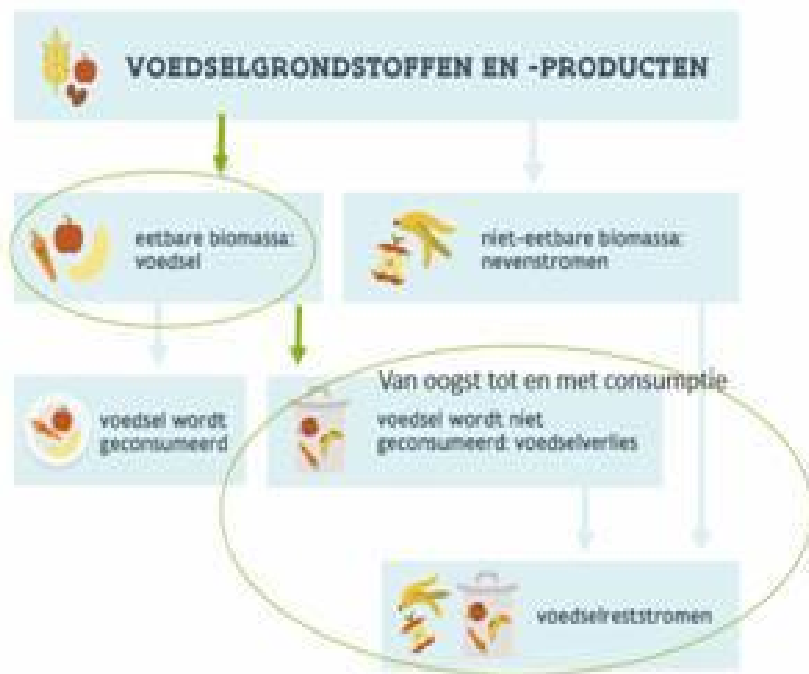 VOEDSELGRONDSTOFFEN EN -PRODUCTEN
eetbare biomassa:
voedsel
niet-eetbare biomassa:
nevenstromen
Van oogst tot en met consumptie
voedsel wordt
geconsumeerd
voedsel wordt niet
geconsumeerd: voedselverlies
voedselreststromen